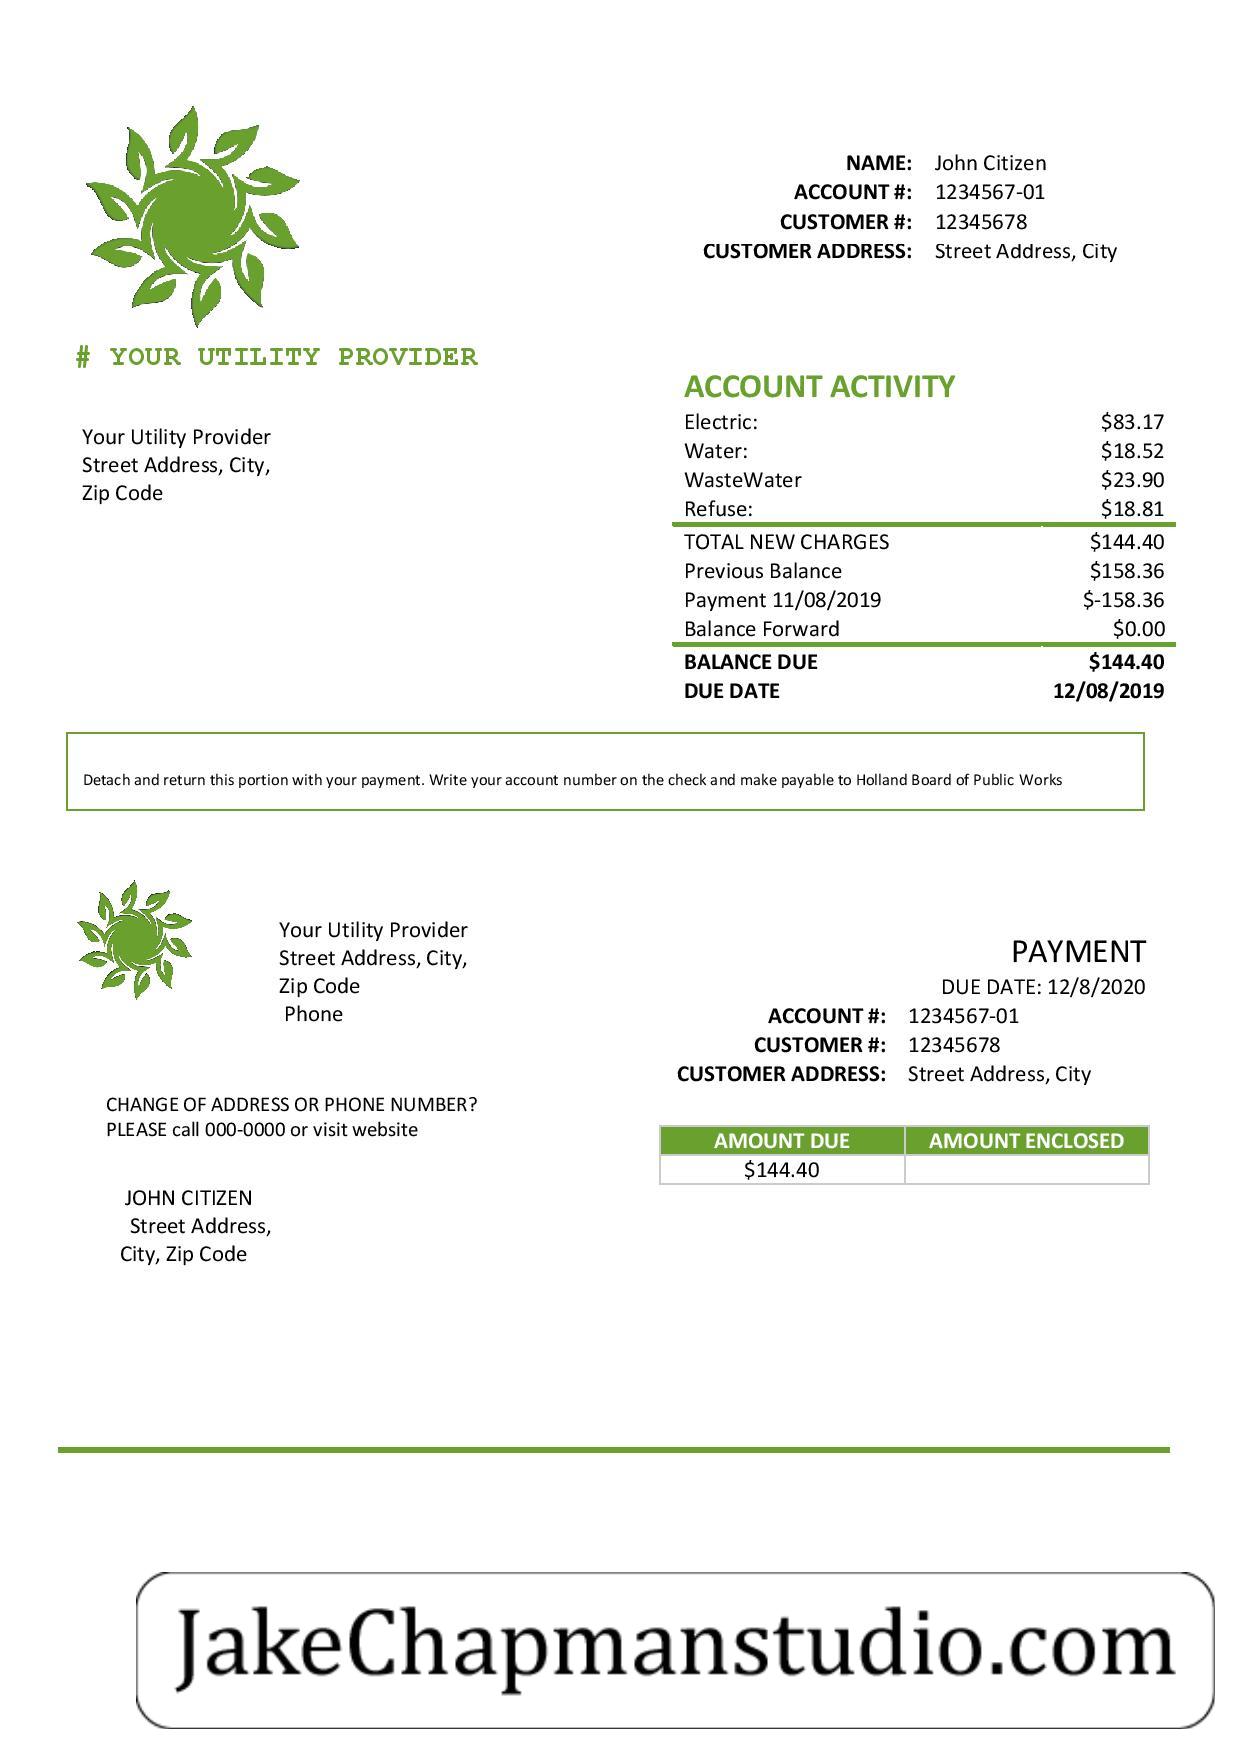 NAME: John Citizen
ACCOUNT #: 1234567-01
CUSTOMER #: 12345678
CUSTOMER ADDRESS: Street Address, City
# YOUR UTILITY PROVIDER
Your Utility Provider
Street Address, City,
Zip Code
ACCOUNT ACTIVITY
Electric: $83.17
Water: $18.52
WasteWater $23.90
Refuse: $18.81
TOTAL NEW CHARGES $144.40
Previous Balance $158.36
Payment 11/08/2019 $-158.36
Balance Forward $0.00
BALANCE DUE $144.40
DUE DATE 12/08/2019
Detach and return this portion with your payment. Write your account number on the check and make payable to Holland Board of Public Works
Your Utility Provider
Street Address, City,
Zip Code
Phone
PAYMENT
DUE DATE: 12/8/2020
ACCOUNT #: 1234567-01
CUSTOMER #: 12345678
CUSTOMER ADDRESS: Street Address, City
CHANGE OF ADDRESS OR PHONE NUMBER?
PLEASE call 000-0000 or visit website
AMOUNT DUE AMOUNT ENCLOSED
$144.40
JOHN CITIZEN
Street Address,
City, Zip Code
JakeChapmanstudio.com